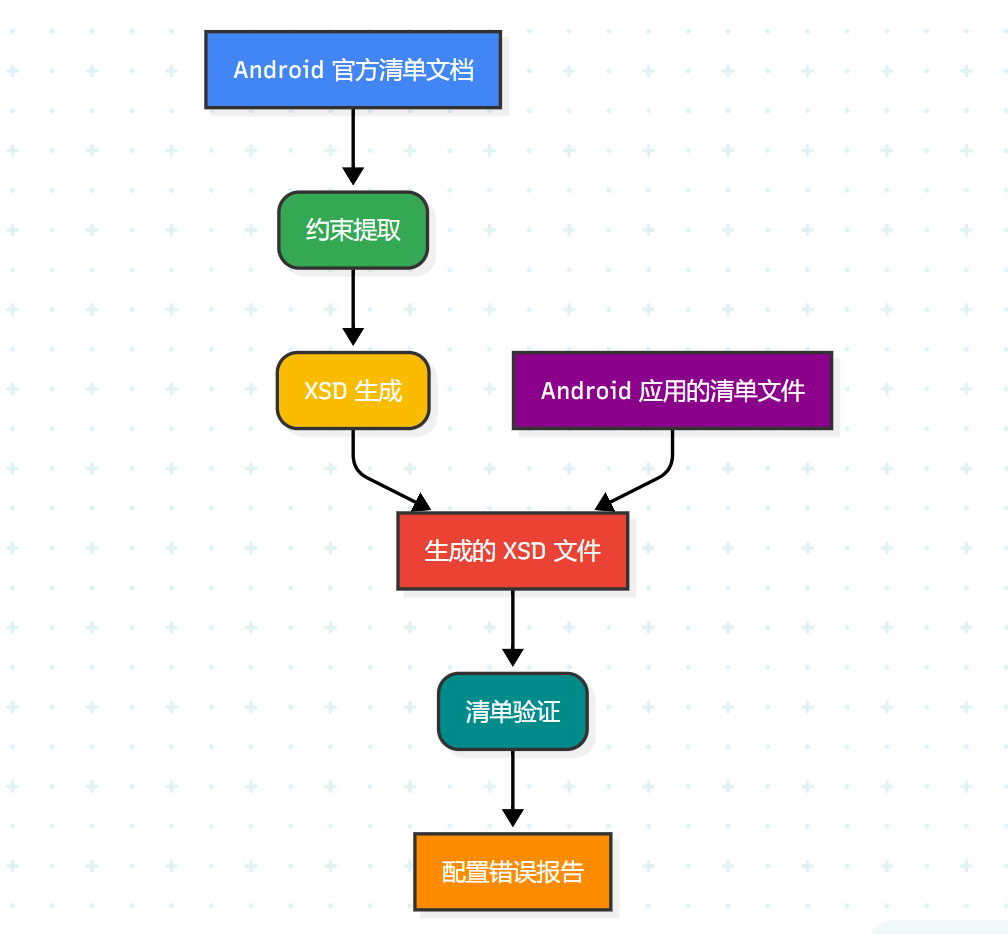 Android 官方清单文档
约束提取
XSD 生成
Android 应用的清单文件
生成的 XSD 文件
清单验证
配置错误报告